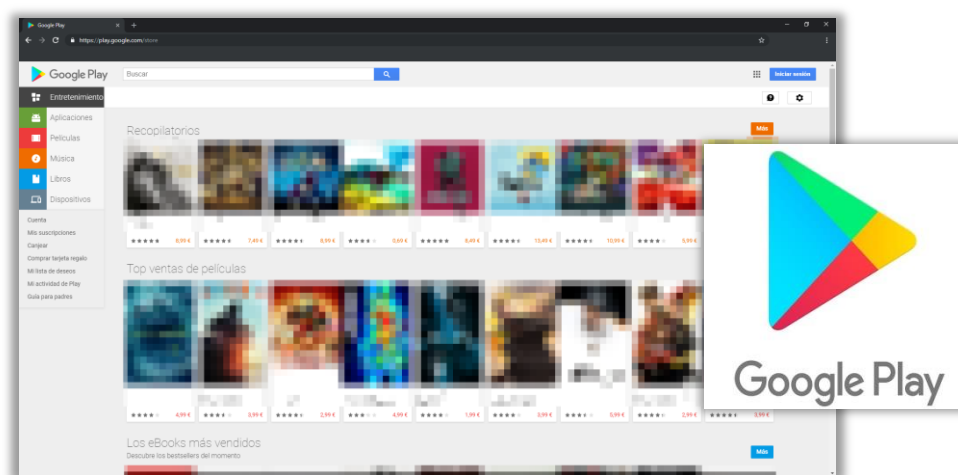 Google Play
https://play.google.com/store
Google Play
Buscar
Iniciar sesión
Entretenimiento
Aplicaciones
Películas
Música
Libros
Dispositivos
Cuenta
Mis suscripciones
Canjear
Comprar tarjeta regalo
Mi lista de deseos
Mi actividad de Play
Guía para padres
Recopilatorios
Más
8,99 € 7,49 € 8,99 € 0,69 € 8,49 € 13,49 € 10,99 € 5,99 €
Top ventas de películas
4,99 € 3,99 € 2,99 € 4,99 € 1,99 € 3,99 € 0,99 € 2,99 € 3,99 €
Los eBooks más vendidos
Descubre los bestsellers del momento
Más
Google Play